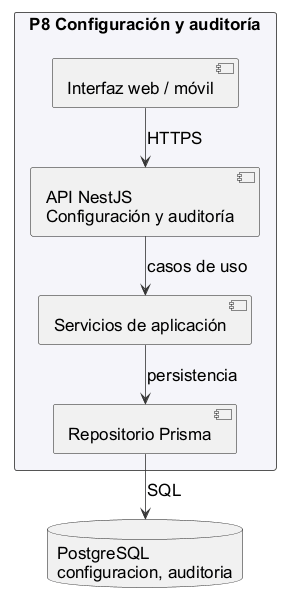 P8 Configuración y auditoría
Interfaz web / móvil
HTTPS
API NestJS
Configuración y auditoría
casos de uso
Servicios de aplicación
persistencia
Repositorio Prisma
SQL
PostgreSQL
configuracion, auditoria